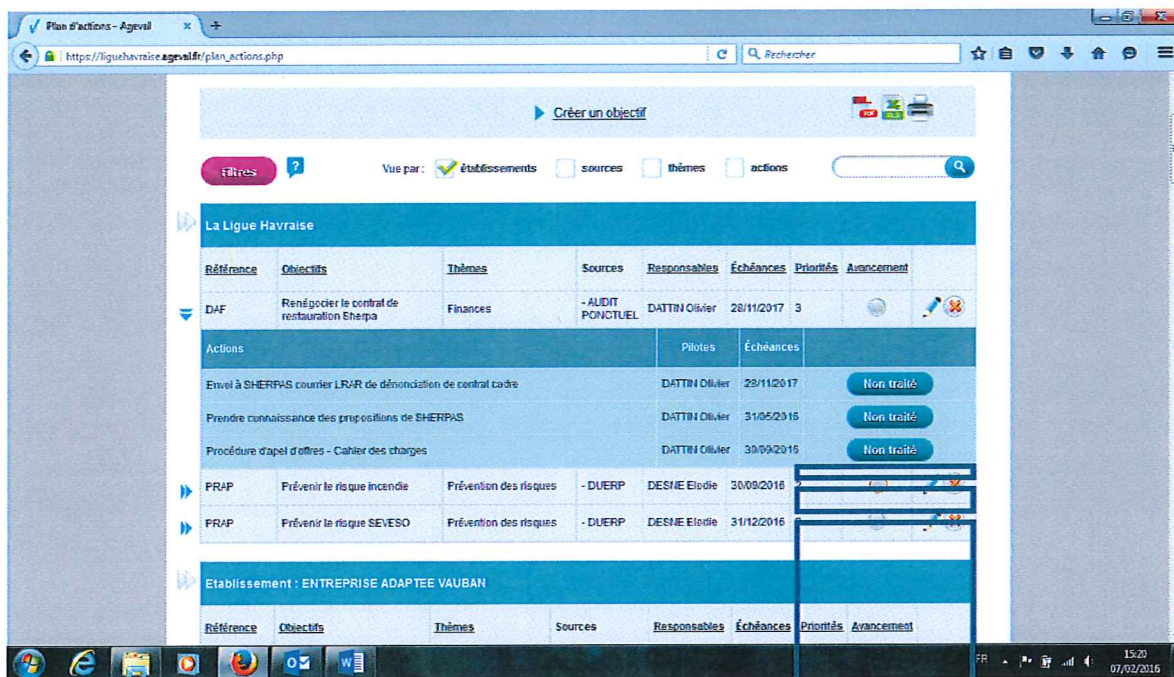 Plan d'actions - Ageval
https://liguehavraise.ageval.fr/plan_actions.php
Rechercher
Créer un objectif
PDF
XLS
Filtres ? Vue par : établissements sources thèmes actions
La Ligue Havraise
Référence Objectifs Thèmes Sources Responsables Échéances Priorités Avancement
DAF Renégocier le contrat de restauration Sherpa Finances - AUDIT PONCTUEL DATTIN Olivier 28/11/2017 3
Actions Pilotes Échéances
Envoi à SHERPAS courrier LRAR de dénonciation de contrat cadre DATTIN Olivier 28/11/2017 Non traité
Prendre connaissance des propositions de SHERPAS DATTIN Olivier 31/05/2016 Non traité
Procédure d'apel d'offres - Cahier des charges DATTIN Olivier 30/09/2016 Non traité
PRAP Prévenir le risque incendie Prévention des risques - DUERP DESNE Elodie 30/09/2016
PRAP Prévenir le risque SEVESO Prévention des risques - DUERP DESNE Elodie 31/12/2016
Etablissement : ENTREPRISE ADAPTEE VAUBAN
Référence Objectifs Thèmes Sources Responsables Échéances Priorités Avancement
FR 15:20
07/02/2016